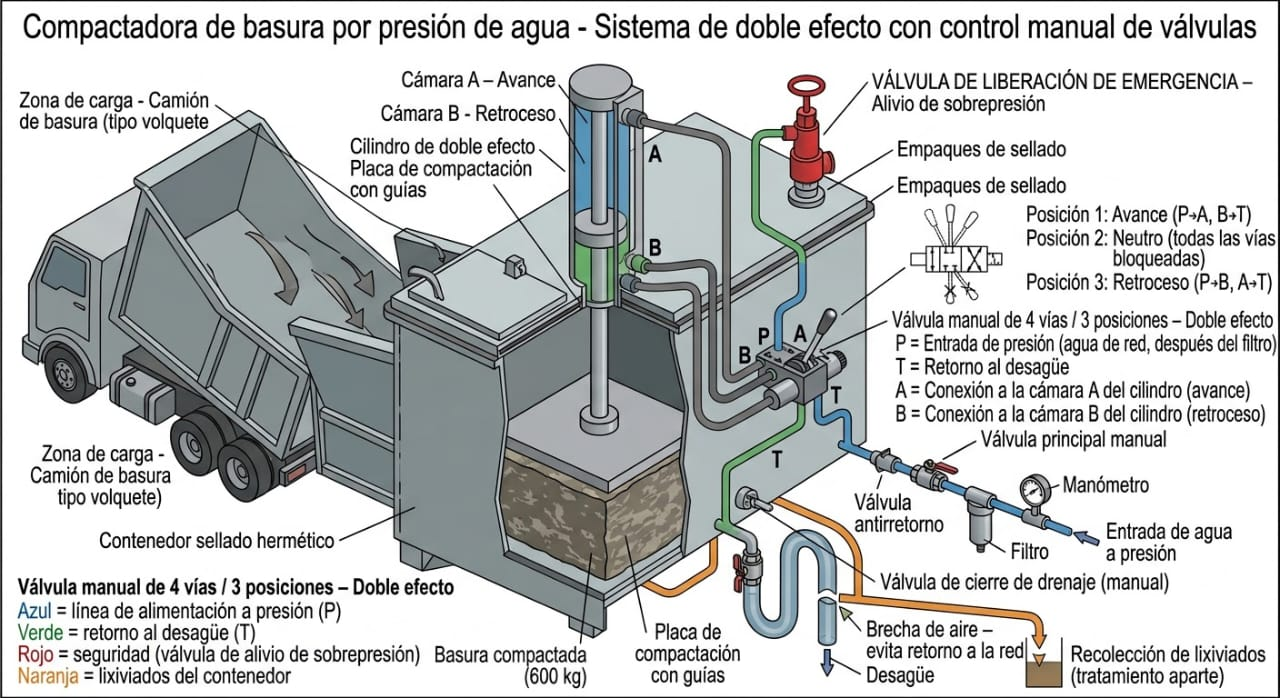 Compactadora de basura por presión de agua - Sistema de doble efecto con control manual de válvulas
Zona de carga - Camión
de basura (tipo volquete
Cámara A – Avance
Cámara B - Retroceso
Cilindro de doble efecto
Placa de compactación
con guías
A
B
VÁLVULA DE LIBERACIÓN DE EMERGENCIA –
Alivio de sobrepresión
Empaques de sellado
Empaques de sellado
Posición 1: Avance (P→A, B→T)
Posición 2: Neutro (todas las vías
bloqueadas)
Posición 3: Retroceso (P→B, A→T)
P
A
B
T
T
Válvula manual de 4 vías / 3 posiciones – Doble efecto
P = Entrada de presión (agua de red, después del filtro)
T = Retorno al desagüe
A = Conexión a la cámara A del cilindro (avance)
B = Conexión a la cámara B del cilindro (retroceso)
Válvula principal manual
Manómetro
Válvula
antirretorno
Filtro
Entrada de agua
a presión
Zona de carga -
Camión de basura
tipo volquete)
Contenedor sellado hermético
Válvula de cierre de drenaje (manual)
Válvula manual de 4 vías / 3 posiciones – Doble efecto
Azul = línea de alimentación a presión (P)
Verde = retorno al desagüe (T)
Rojo = seguridad (válvula de alivio de sobrepresión)
Naranja = lixiviados del contenedor
Basura compactada
(600 kg)
Placa de
compactación
con guías
Brecha de aire –
evita retorno a la red
Desagüe
Recolección de lixiviados
(tratamiento aparte)